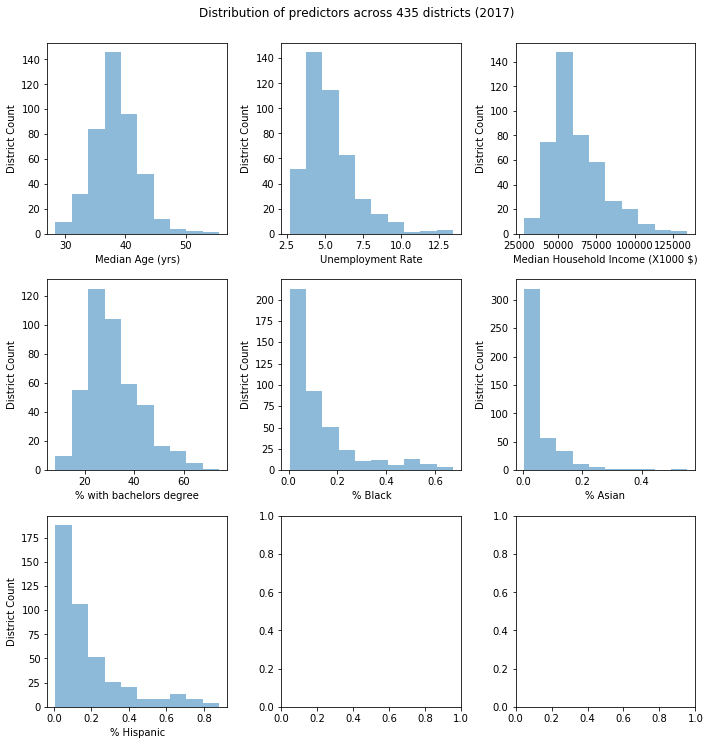 Distribution of predictors across 435 districts (2017)
140
120
100
80
60
40
20
0
District Count
30 40 50
Median Age (yrs)
140
120
100
80
60
40
20
0
District Count
2.5 5.0 7.5 10.0 12.5
Unemployment Rate
140
120
100
80
60
40
20
0
District Count
25000 50000 75000 100000 125000
Median Household Income (X1000 $)
120
100
80
60
40
20
0
District Count
20 40 60
% with bachelors degree
200
175
150
125
100
75
50
25
0
District Count
0.0 0.2 0.4 0.6
% Black
300
250
200
150
100
50
0
District Count
0.0 0.2 0.4
% Asian
175
150
125
100
75
50
25
0
District Count
0.0 0.2 0.4 0.6 0.8
% Hispanic
1.0
0.8
0.6
0.4
0.2
0.0
0.0 0.2 0.4 0.6 0.8 1.0
1.0
0.8
0.6
0.4
0.2
0.0
0.0 0.2 0.4 0.6 0.8 1.0